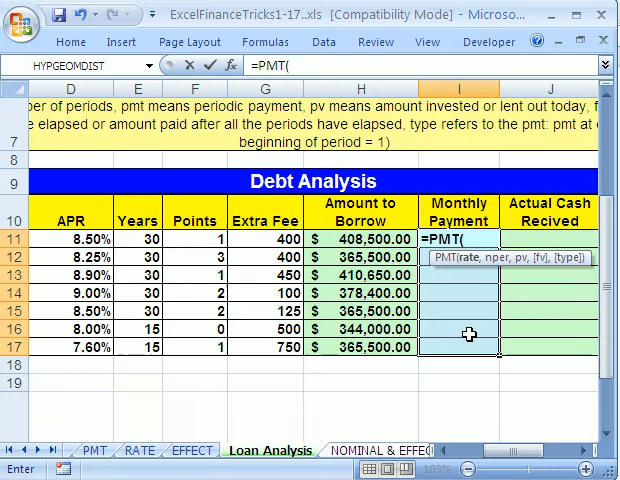 ExcelFinanceTricks1-17..xls [Compatibility Mode] - Microso...
Home Insert Page Layout Formulas Data Review View Developer
HYPGEOMDIST =PMT(
D E F G H I J
er of periods, pmt means periodic payment, pv means amount invested or lent out today, f
e elapsed or amount paid after all the periods have elapsed, type refers to the pmt: pmt at
7 beginning of period = 1)
8
9 Debt Analysis
Amount to Monthly Actual Cash
10 APR Years Points Extra Fee Borrow Payment Recived
11 8.50% 30 1 400 $ 408,500.00 =PMT(
12 8.25% 30 3 400 $ 365,500.00 PMT(rate, nper, pv, [fv], [type])
13 8.90% 30 1 450 $ 410,650.00
14 9.00% 30 2 100 $ 378,400.00
15 8.50% 30 2 125 $ 365,500.00
16 8.00% 15 0 500 $ 344,000.00
17 7.60% 15 1 750 $ 365,500.00
18
19
PMT RATE EFFECT Loan Analysis NOMINAL & EFFEC
Enter 103%